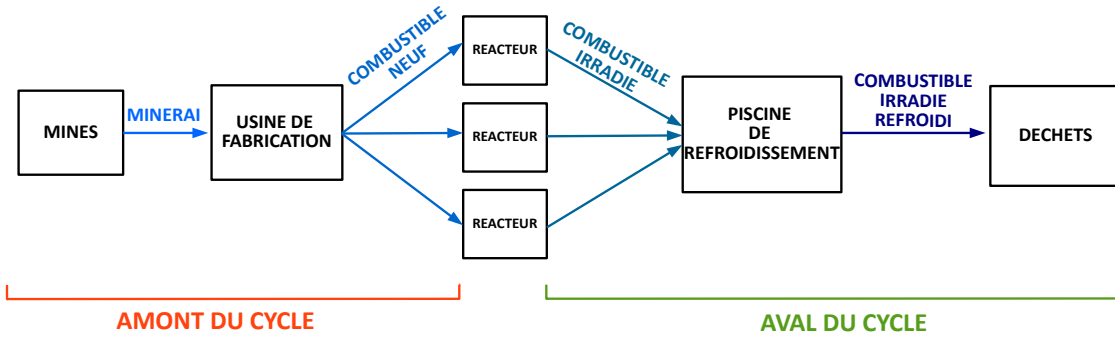 MINES
MINERAI
USINE DE
FABRICATION
COMBUSTIBLE
NEUF
REACTEUR
REACTEUR
REACTEUR
COMBUSTIBLE
IRRADIE
PISCINE
DE
REFROIDISSEMENT
COMBUSTIBLE
IRRADIE
REFROIDI
DECHETS
AMONT DU CYCLE
AVAL DU CYCLE